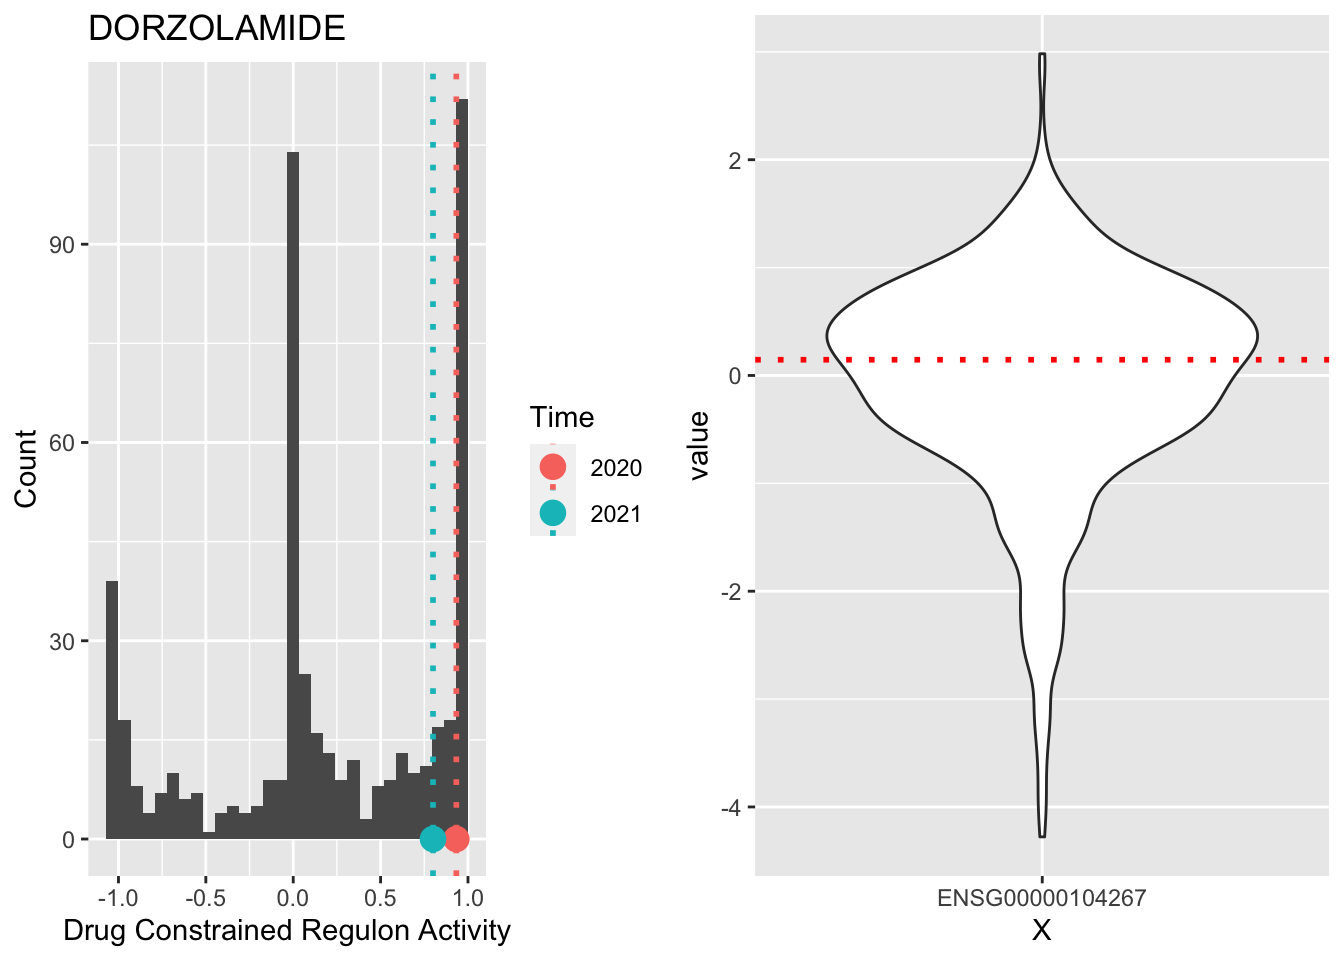 DORZOLAMIDE
Count
90
60
30
0
-1.0
-0.5
0.0
0.5
1.0
Drug Constrained Regulon Activity
Time
2020
2021
value
2
0
-2
-4
ENSG00000104267
X